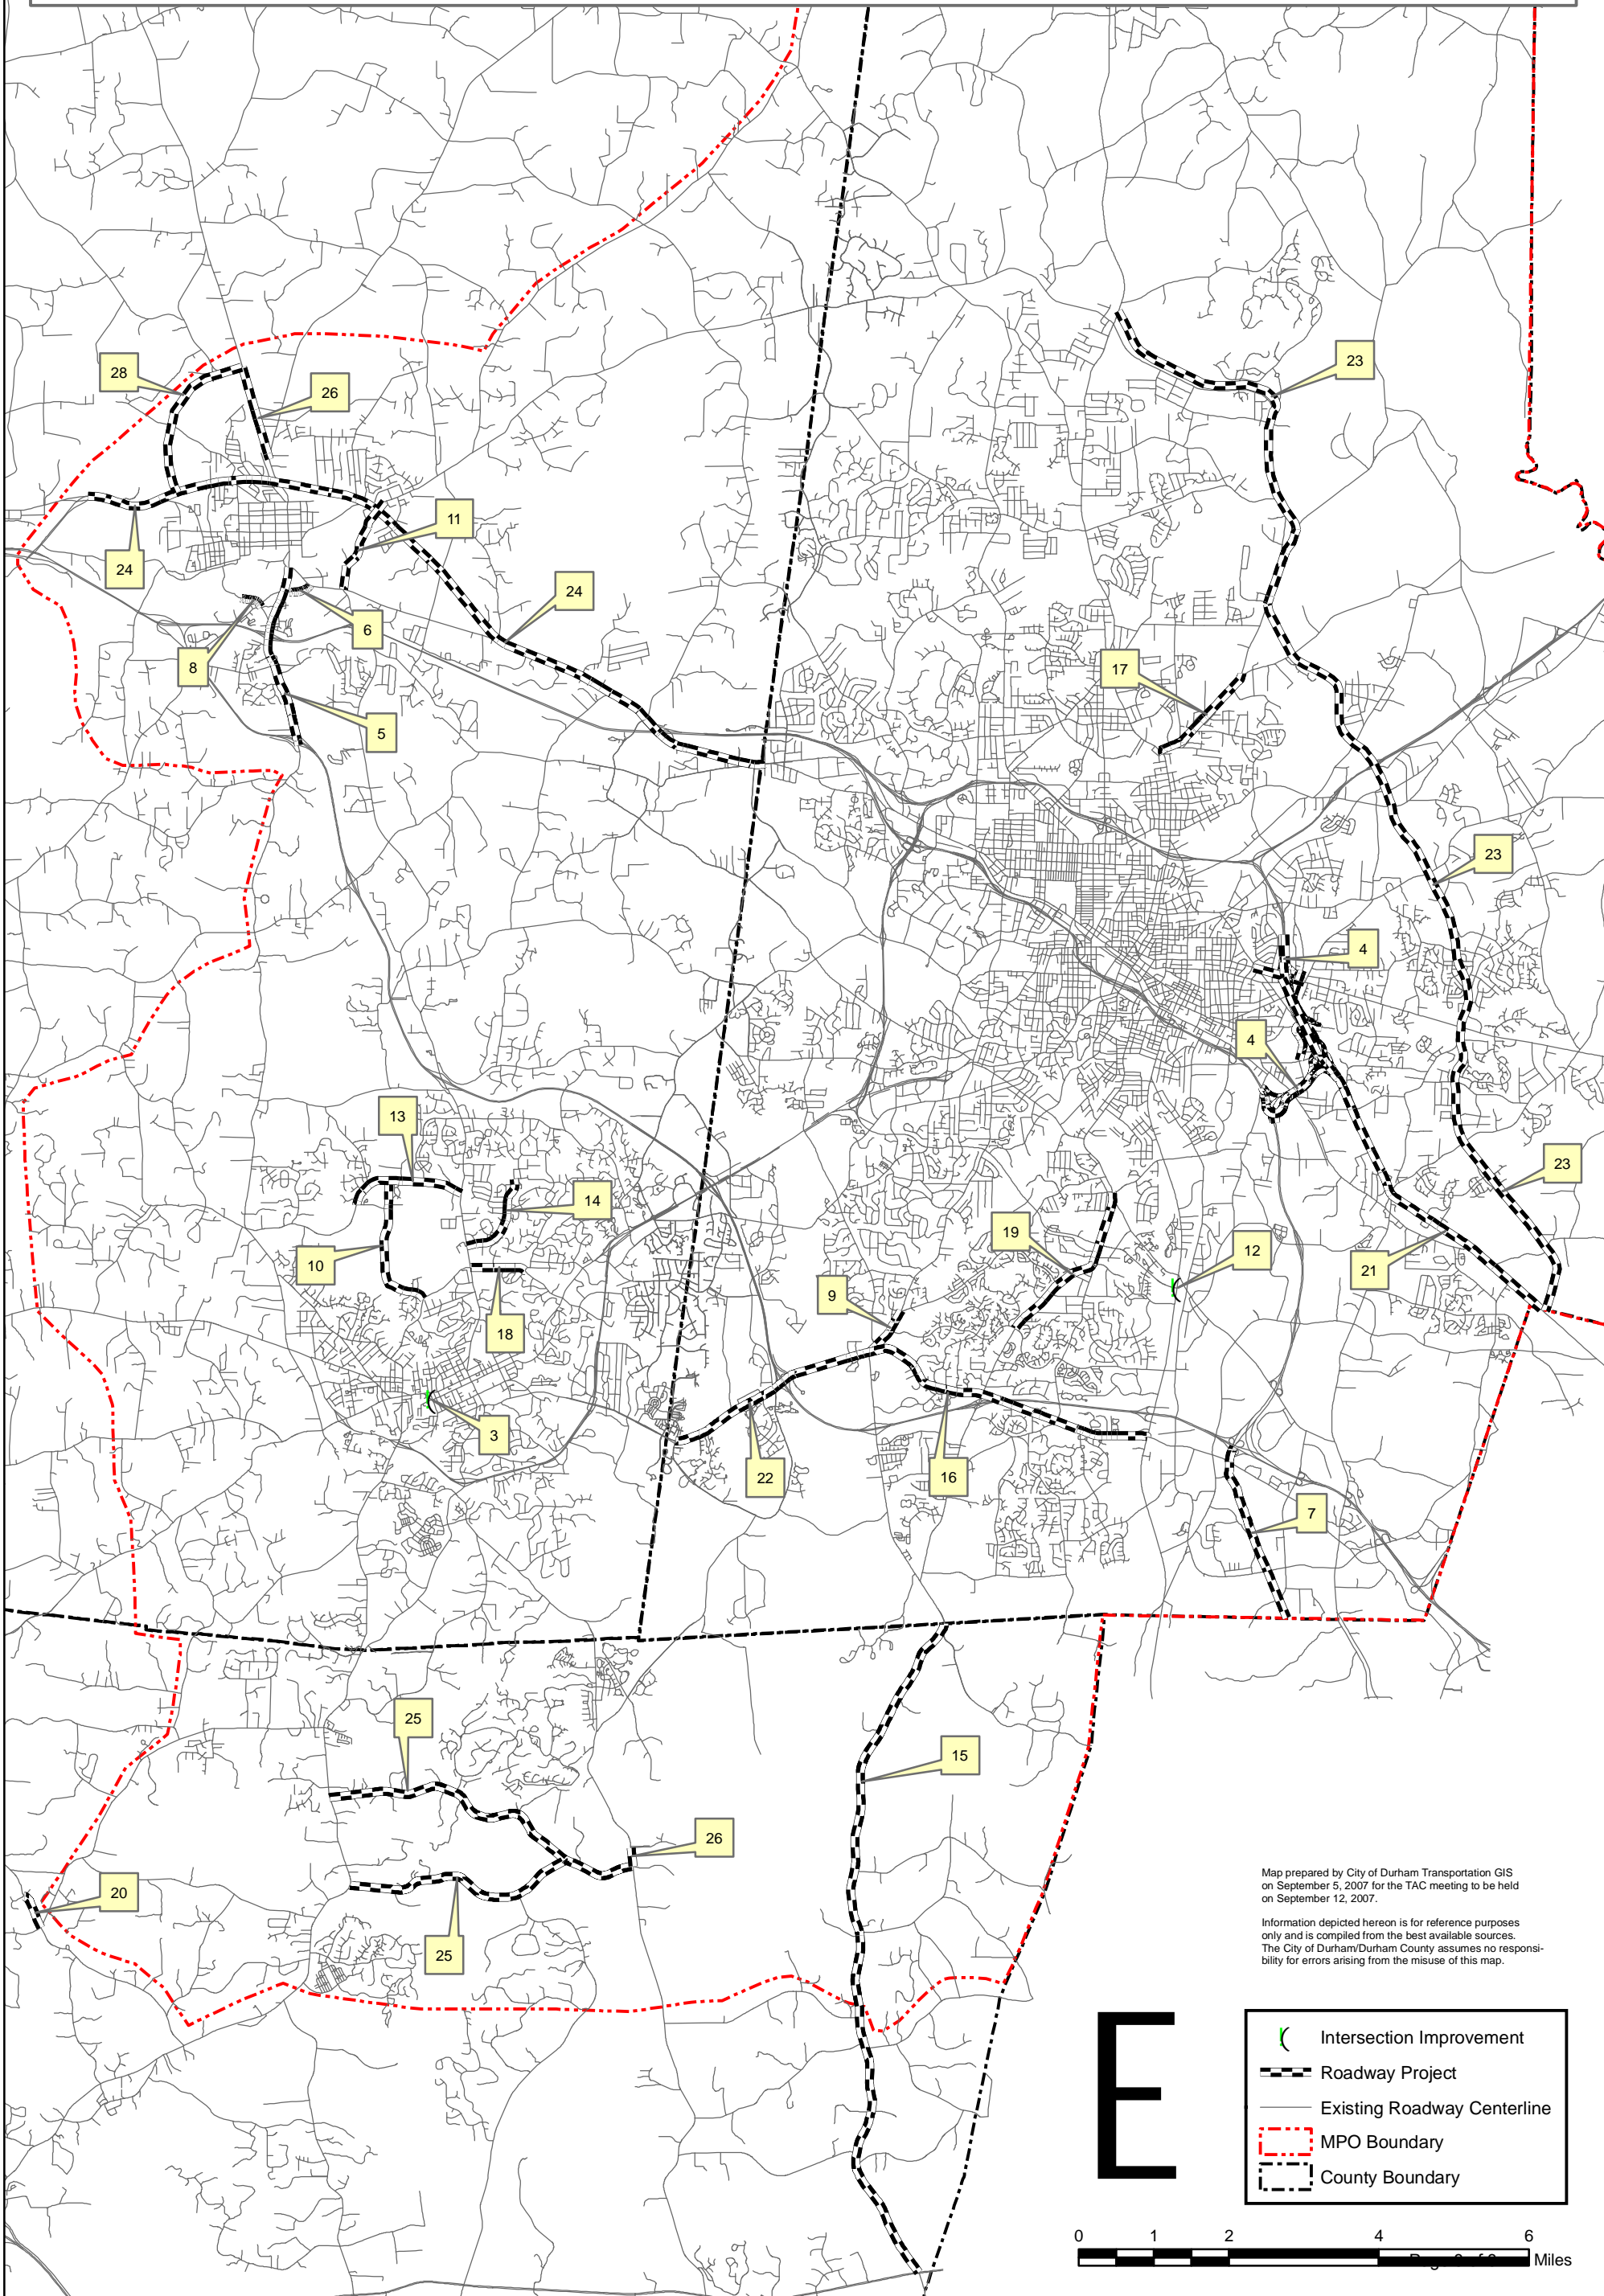 28
26
23
11
24
24
6
8
17
5
23
4
4
13
14
23
19
10
12
21
9
18
3
22
16
7
25
15
26
20
25
Map prepared by City of Durham Transportation GIS
on September 5, 2007 for the TAC meeting to be held
on September 12, 2007.
Information depicted hereon is for reference purposes
only and is compiled from the best available sources.
The City of Durham/Durham County assumes no responsi-
bility for errors arising from the misuse of this map.
E
Intersection Improvement
Roadway Project
Existing Roadway Centerline
MPO Boundary
County Boundary
0 1 2 4 6
Miles